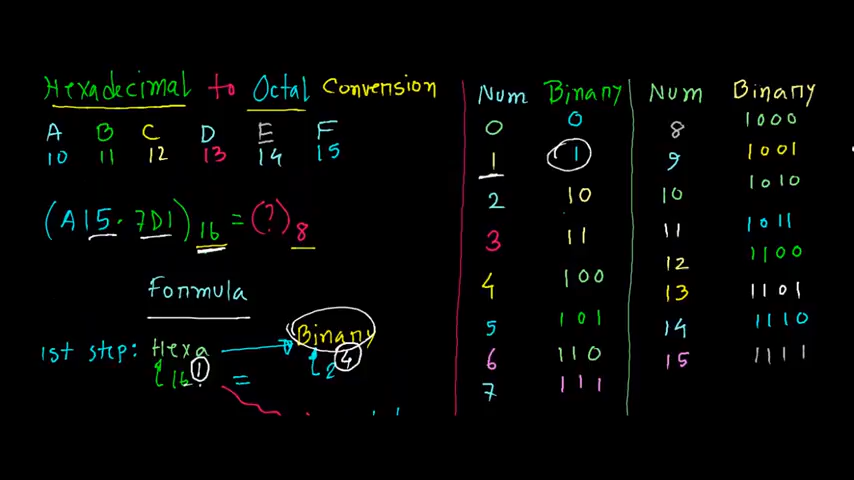 Hexadecimal to Octal Conversion
A B C D E F
10 11 12 13 14 15
(A15.7D1)16 = (?)8
Formula
1st step: Hexa → Binary
16 1 = 2 4
Num Binary
0 0
1 1
2 10
3 11
4 100
5 101
6 110
7 111
Num Binary
8 1000
9 1001
10 1010
11 1011
12 1100
13 1101
14 1110
15 1111